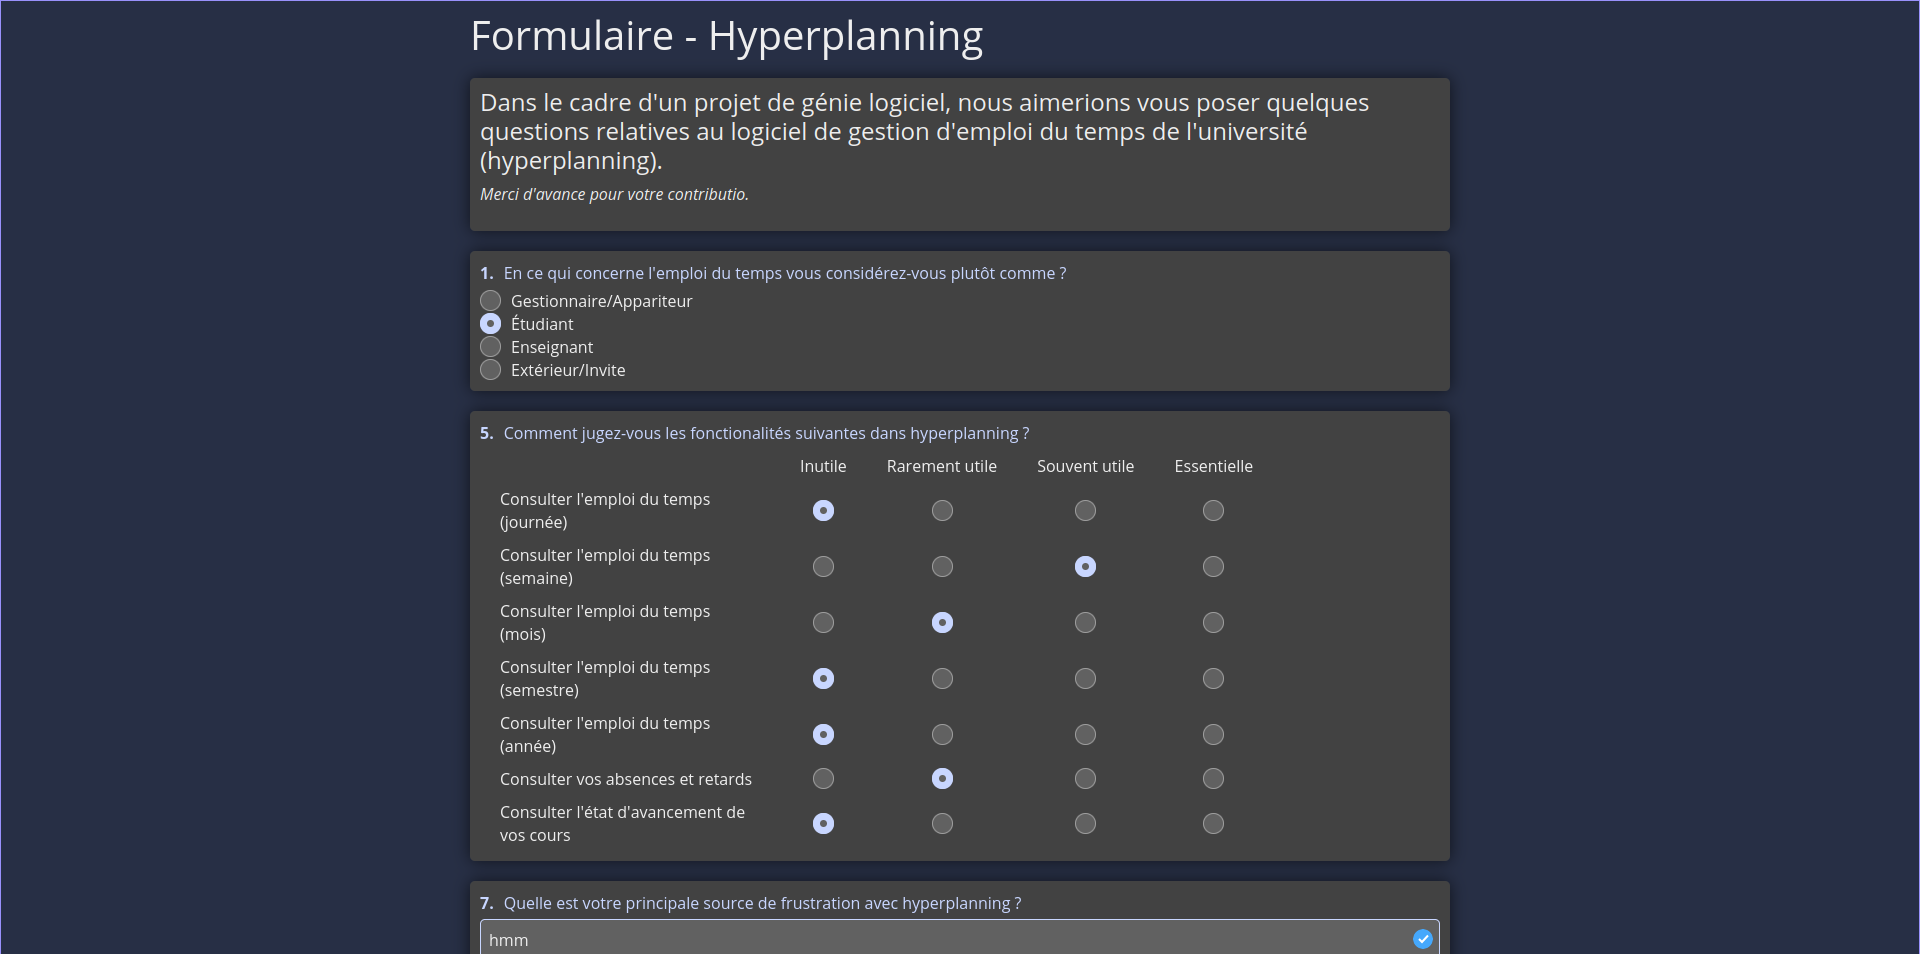 Formulaire - Hyperplanning
Dans le cadre d'un projet de génie logiciel, nous aimerions vous poser quelques
questions relatives au logiciel de gestion d'emploi du temps de l'université
(hyperplanning).
Merci d'avance pour votre contributio.
1. En ce qui concerne l'emploi du temps vous considérez-vous plutôt comme ?
Gestionnaire/Appariteur
Étudiant
Enseignant
Extérieur/Invite
5. Comment jugez-vous les fonctionalités suivantes dans hyperplanning ?
Inutile Rarement utile Souvent utile Essentielle
Consulter l'emploi du temps
(journée)
Consulter l'emploi du temps
(semaine)
Consulter l'emploi du temps
(mois)
Consulter l'emploi du temps
(semestre)
Consulter l'emploi du temps
(année)
Consulter vos absences et retards
Consulter l'état d'avancement de
vos cours
7. Quelle est votre principale source de frustration avec hyperplanning ?
hmm